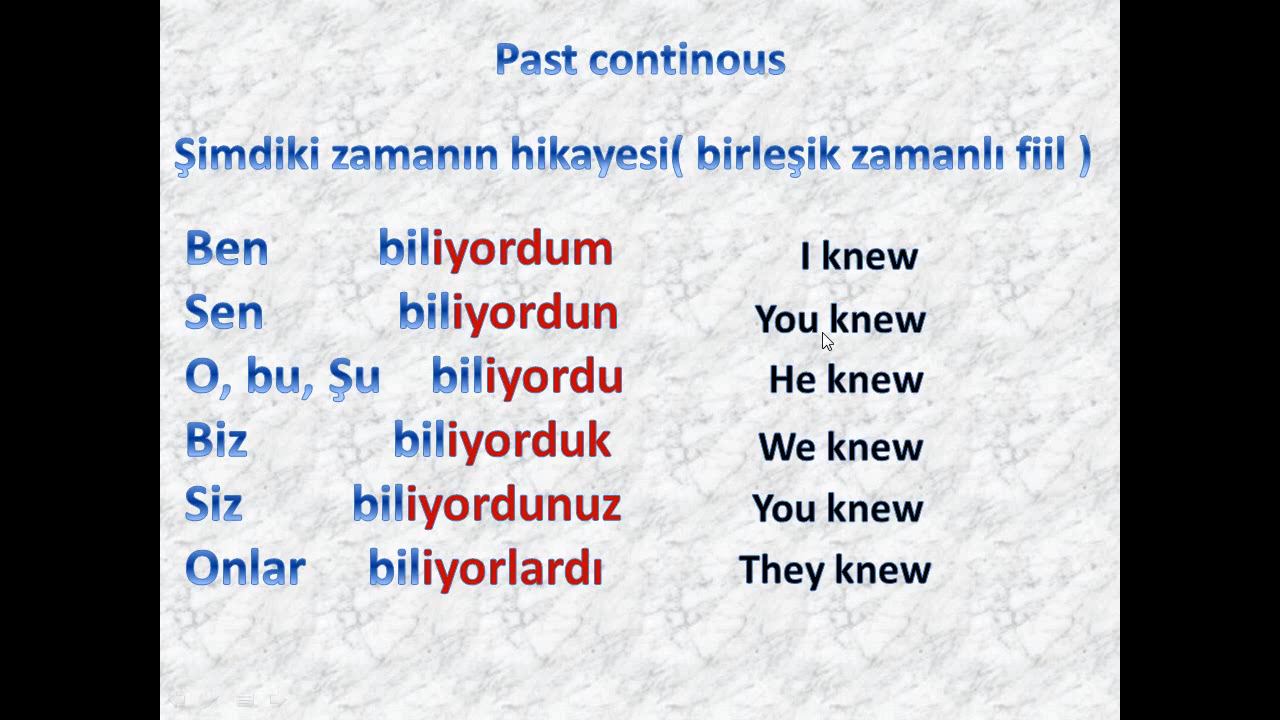 Past continous
Şimdiki zamanın hikayesi( birleşik zamanlı fiil )
Ben biliyordum I knew
Sen biliyordun You knew
O, bu, Şu biliyordu He knew
Biz biliyorduk We knew
Siz biliyordunuz You knew
Onlar biliyorlardı They knew